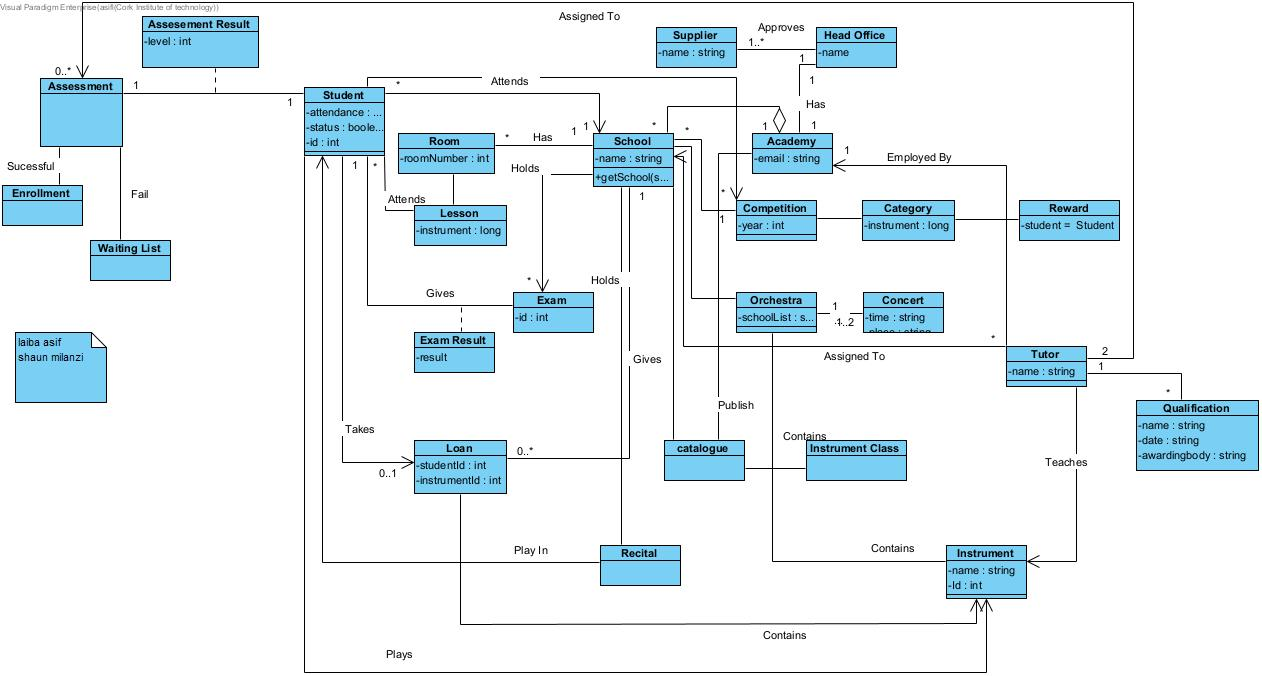 Visual Paradigm Enterprise(asifl(Cork Institute of technology))
Assigned To
Assesement Result
-level : int
Supplier
-name : string
1..*
Approves
Head Office
-name
1
1
Has
1
0..*
Assessment
1
1
Sucessful
Fail
Enrollment
Waiting List
Student
-attendance : ...
-status : boole...
-id : int
*
Attends
1
*
Attends
Room
-roomNumber : int
*
Has
1
1
Lesson
-instrument : long
Holds
School
-name : string
+getSchool(s...
*
*
1
1
Academy
-email : string
1
Employed By
*
1
Competition
-year : int
Category
-instrument : long
Reward
-student = Student
Gives
*
Exam
-id : int
Exam Result
-result
Holds
Gives
Orchestra
-schoolList : s...
1
1..2
Concert
-time : string
-place : string
Assigned To
*
Tutor
-name : string
2
1
*
Qualification
-name : string
-date : string
-awardingbody : string
laiba asif
shaun milanzi
Publish
Takes
0..1
Loan
-studentId : int
-instrumentId : int
0..*
catalogue
Contains
Instrument Class
Teaches
Play In
Recital
Contains
Instrument
-name : string
-Id : int
Contains
Plays